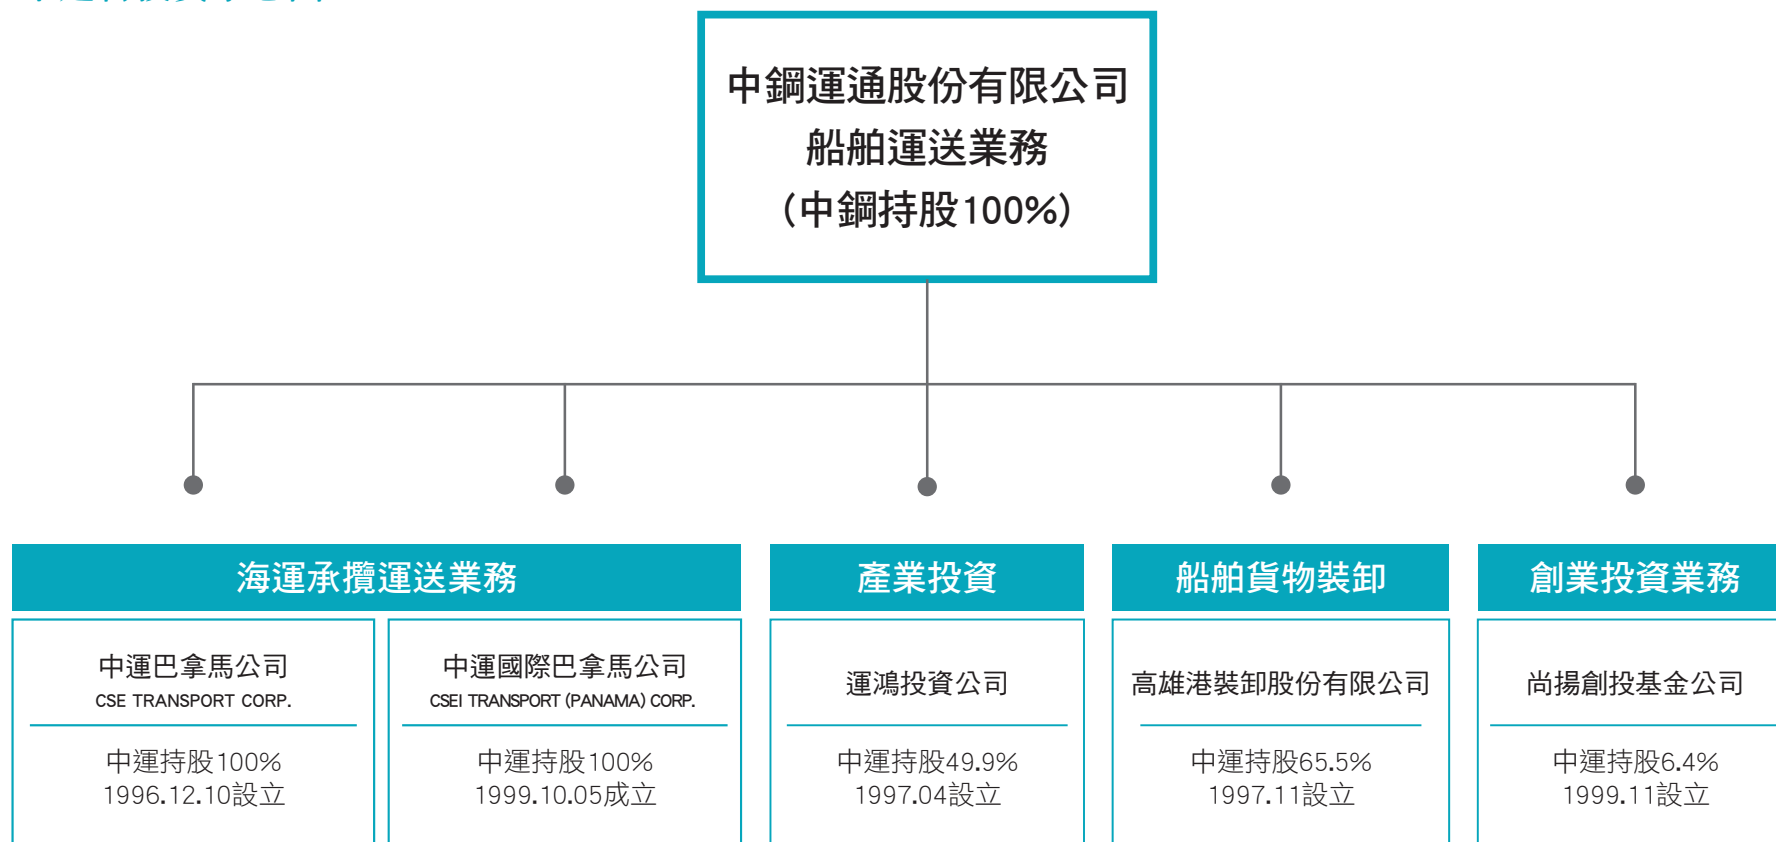 中鋼運通股份有限公司
船舶運送業務
(中鋼持股100%)
海運承攬運送業務
中運巴拿馬公司
CSE TRANSPORT CORP.
中運持股100%
1996.12.10設立
中運國際巴拿馬公司
CSEI TRANSPORT (PANAMA) CORP.
中運持股100%
1999.10.05成立
產業投資
運鴻投資公司
中運持股49.9%
1997.04設立
船舶貨物裝卸
高雄港裝卸股份有限公司
中運持股65.5%
1997.11設立
創業投資業務
尚揚創投基金公司
中運持股6.4%
1999.11設立